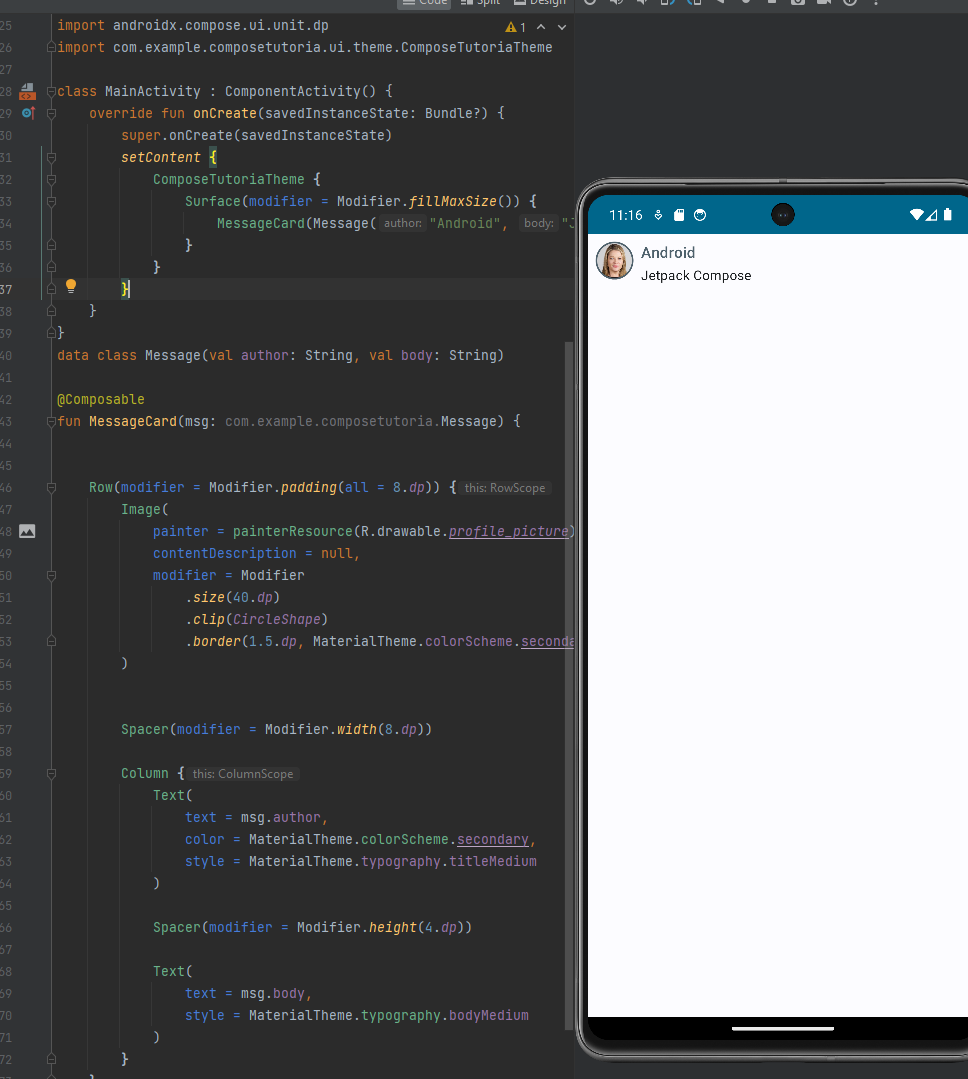 Code Split Design
25 import androidx.compose.ui.unit.dp
1
26 import com.example.composetutoria.ui.theme.ComposeTutoriaTheme
27
28 class MainActivity : ComponentActivity() {
29 override fun onCreate(savedInstanceState: Bundle?) {
30 super.onCreate(savedInstanceState)
31 setContent {
32 ComposeTutoriaTheme {
33 Surface(modifier = Modifier.fillMaxSize()) {
34 MessageCard(Message( author: "Android", body: "J
35 }
36 }
37 }
38 }
39 }
40 data class Message(val author: String, val body: String)
41
42 @Composable
43 fun MessageCard(msg: com.example.composetutoria.Message) {
44
45
46 Row(modifier = Modifier.padding(all = 8.dp)) { this: RowScope
47 Image(
48 painter = painterResource(R.drawable.profile_picture)
49 contentDescription = null,
50 modifier = Modifier
51 .size(40.dp)
52 .clip(CircleShape)
53 .border(1.5.dp, MaterialTheme.colorScheme.seconda
54 )
55
56
57 Spacer(modifier = Modifier.width(8.dp))
58
59 Column { this: ColumnScope
60 Text(
61 text = msg.author,
62 color = MaterialTheme.colorScheme.secondary,
63 style = MaterialTheme.typography.titleMedium
64 )
65
66 Spacer(modifier = Modifier.height(4.dp))
67
68 Text(
69 text = msg.body,
70 style = MaterialTheme.typography.bodyMedium
71 )
72 }
11:16
Android
Jetpack Compose